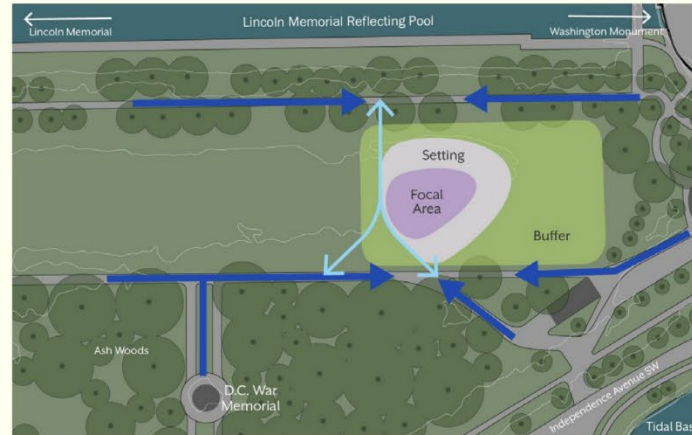 Lincoln Memorial Reflecting Pool
Lincoln Memorial
Washington Monument
Setting
Focal
Area
Buffer
Ash Woods
D.C. War
Memorial
Independence Avenue SW
Tidal Bas